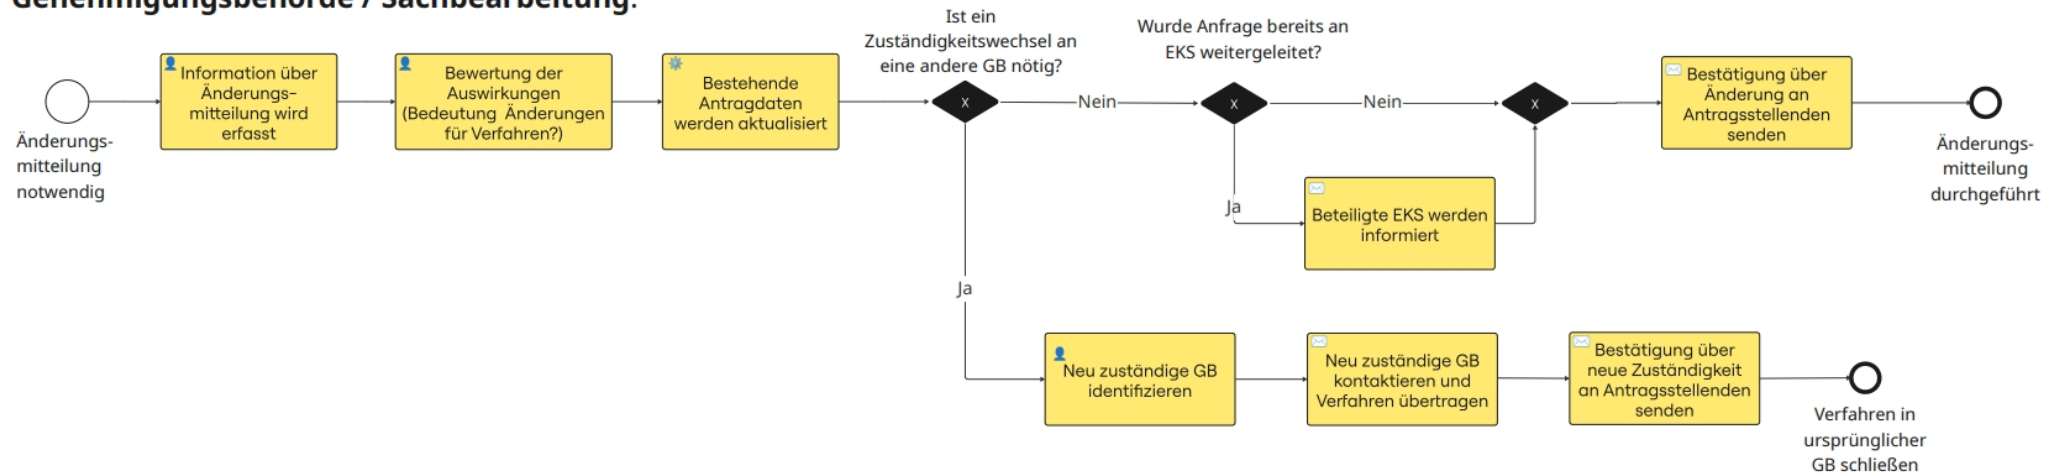 Genehmigungsbehörde / Sachbearbeitung:
Änderungs-
mitteilung
notwendig
Information über
Änderungs-
mitteilung wird
erfasst
Bewertung der
Auswirkungen
(Bedeutung Änderungen
für Verfahren?)
Bestehende
Antragdaten
werden aktualisiert
Ist ein
Zuständigkeitswechsel an
eine andere GB nötig?
X
Nein
Wurde Anfrage bereits an
EKS weitergeleitet?
X
Nein
X
Bestätigung über
Änderung an
Antragsstellenden
senden
Änderungs-
mitteilung
durchgeführt
Ja
Beteiligte EKS werden
informiert
Ja
Neu zuständige GB
identifizieren
Neu zuständige GB
kontaktieren und
Verfahren übertragen
Bestätigung über
neue Zuständigkeit
an Antragsstellenden
senden
Verfahren in
ursprünglicher
GB schließen